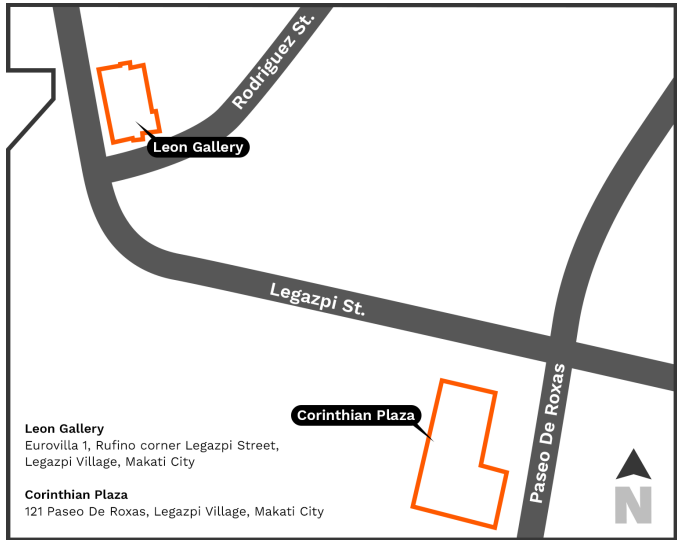 Rodriguez St.
Leon Gallery
Legazpi St.
Paseo De Roxas
Corinthian Plaza
Leon Gallery
Eurovilla 1, Rufino corner Legazpi Street,
Legazpi Village, Makati City
Corinthian Plaza
121 Paseo De Roxas, Legazpi Village, Makati City
N